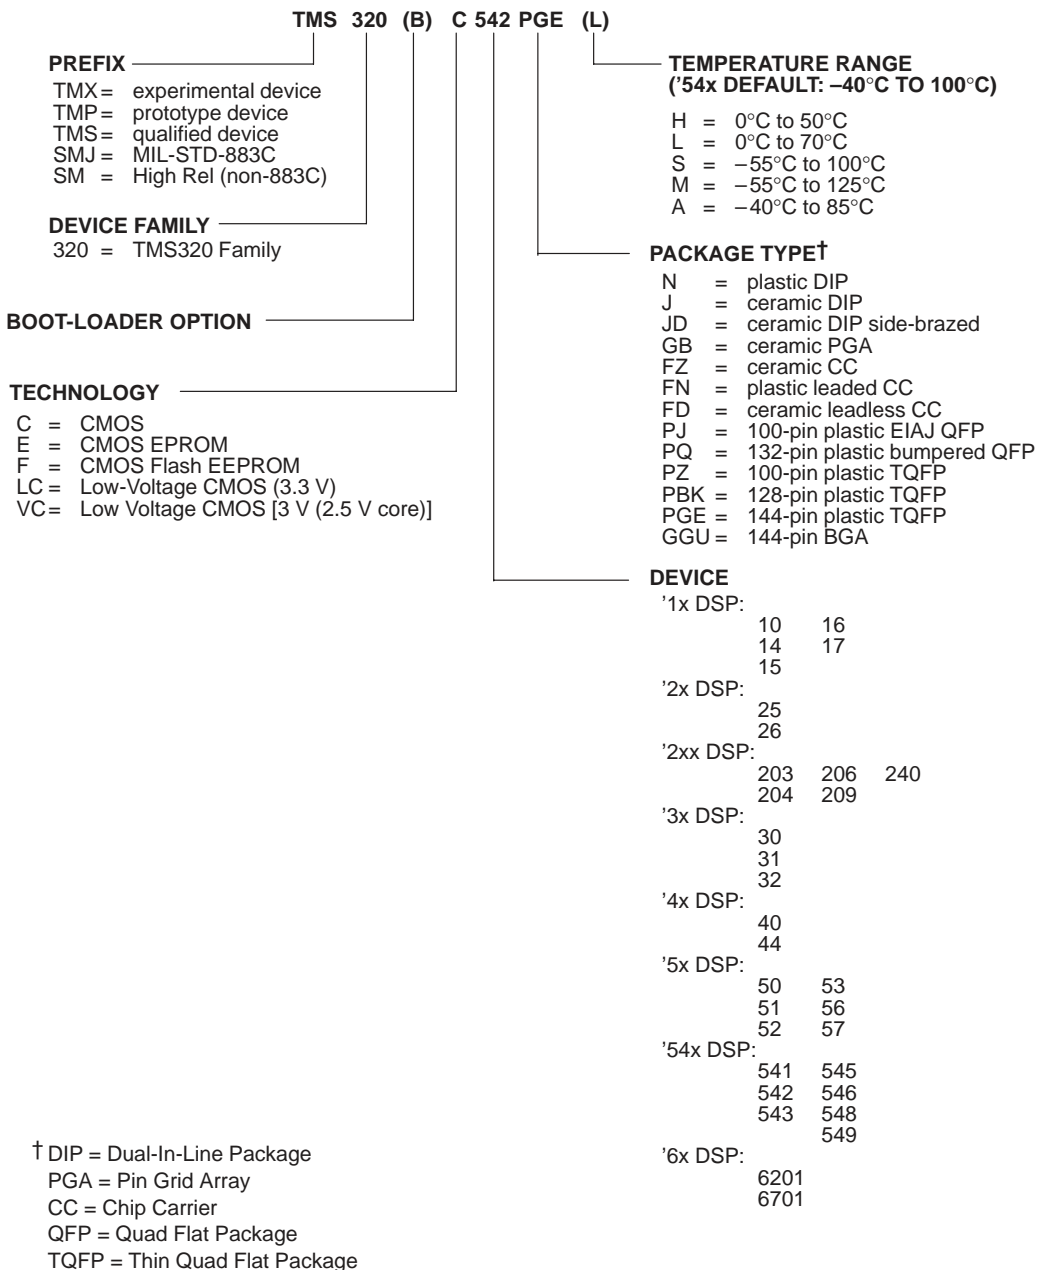 TMS 320 (B) C 542 PGE (L)
PREFIX
TMX = experimental device
TMP = prototype device
TMS = qualified device
SMJ = MIL-STD-883C
SM = High Rel (non-883C)
DEVICE FAMILY
320 = TMS320 Family
BOOT-LOADER OPTION
TECHNOLOGY
C = CMOS
E = CMOS EPROM
F = CMOS Flash EEPROM
LC = Low-Voltage CMOS (3.3 V)
VC = Low Voltage CMOS [3 V (2.5 V core)]
TEMPERATURE RANGE
('54x DEFAULT: –40°C TO 100°C)
H = 0°C to 50°C
L = 0°C to 70°C
S = –55°C to 100°C
M = –55°C to 125°C
A = –40°C to 85°C
PACKAGE TYPE†
N = plastic DIP
J = ceramic DIP
JD = ceramic DIP side-brazed
GB = ceramic PGA
FZ = ceramic CC
FN = plastic leaded CC
FD = ceramic leadless CC
PJ = 100-pin plastic EIAJ QFP
PQ = 132-pin plastic bumpered QFP
PZ = 100-pin plastic TQFP
PBK = 128-pin plastic TQFP
PGE = 144-pin plastic TQFP
GGU = 144-pin BGA
DEVICE
'1x DSP:
10 16
14 17
15
'2x DSP:
25
26
'2xx DSP:
203 206 240
204 209
'3x DSP:
30
31
32
'4x DSP:
40
44
'5x DSP:
50 53
51 56
52 57
'54x DSP:
541 545
542 546
543 548
549
'6x DSP:
6201
6701
† DIP = Dual-In-Line Package
PGA = Pin Grid Array
CC = Chip Carrier
QFP = Quad Flat Package
TQFP = Thin Quad Flat Package